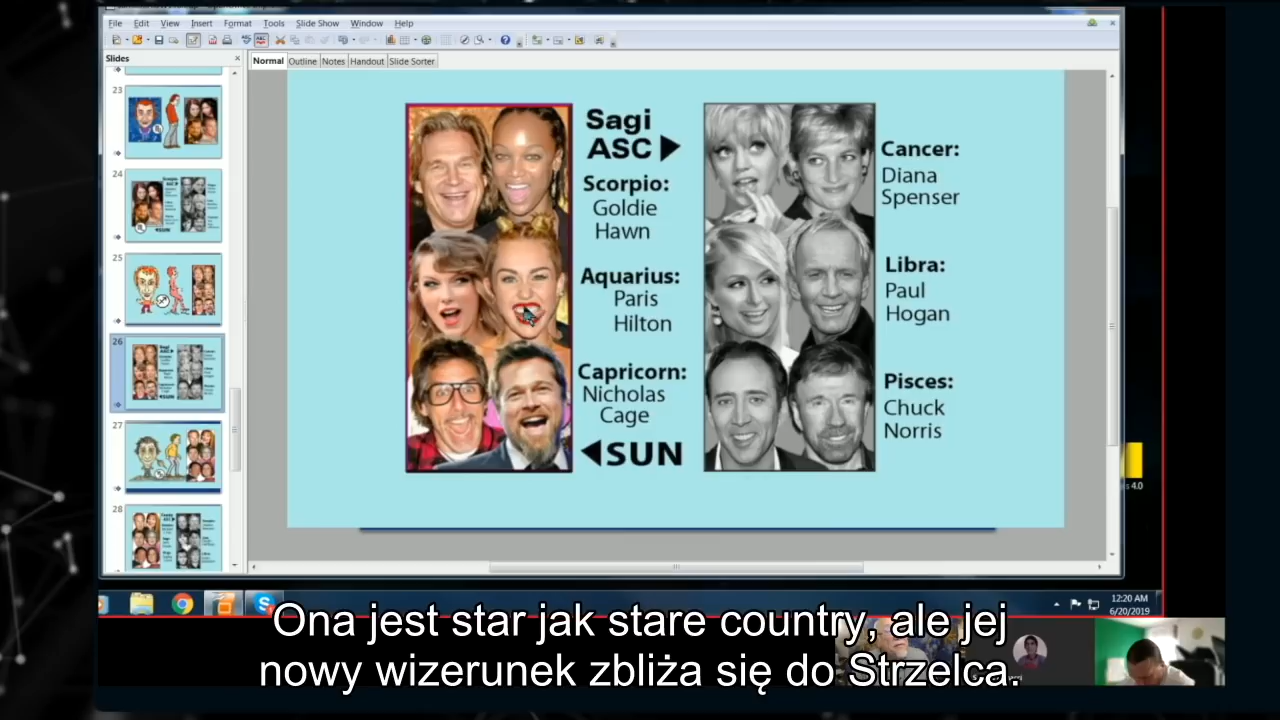 File Edit View Insert Format Tools Slide Show Window Help
Slides
Normal Outline Notes Handout Slide Sorter
23
24
25
26
27
28
Sagi
ASC
Scorpio:
Goldie
Hawn
Aquarius:
Paris
Hilton
Capricorn:
Nicholas
Cage
SUN
Cancer:
Diana
Spenser
Libra:
Paul
Hogan
Pisces:
Chuck
Norris
4.0
12:20 AM
6/20/2019
Ona jest star jak stare country, ale jej
nowy wizerunek zbliża się do Strzelca.